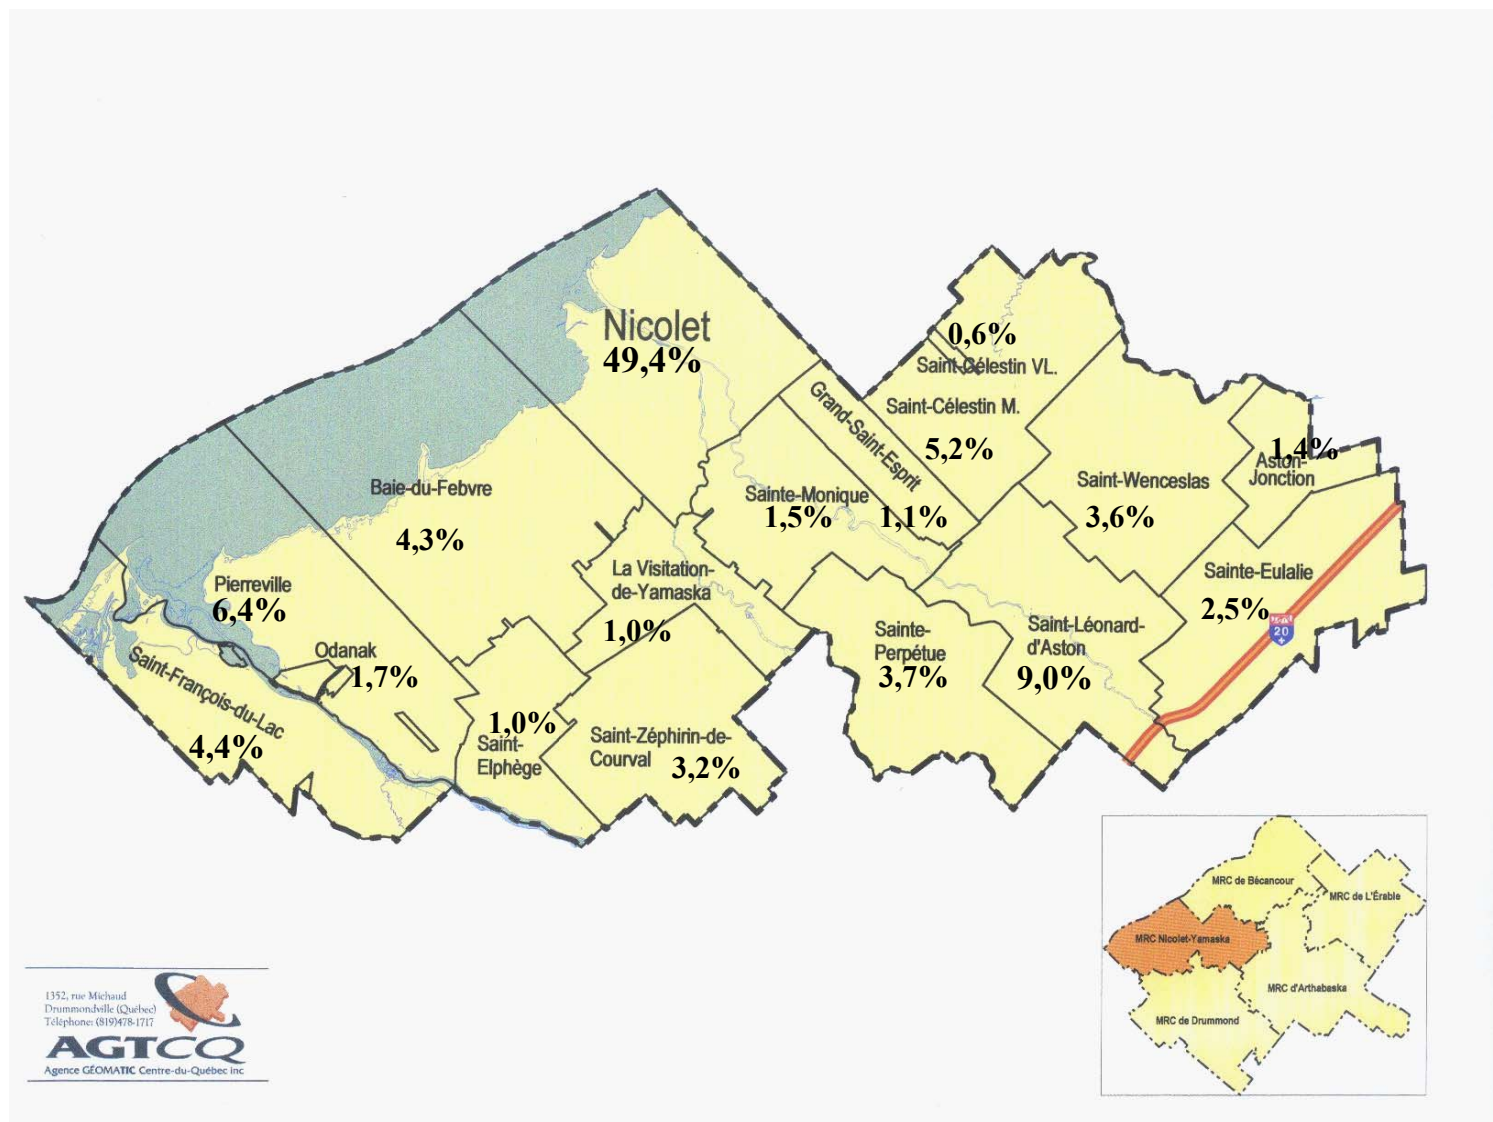 Nicolet
49,4%
0,6%
Saint-Célestin VL.
Saint-Célestin M.
5,2%
Grand-Saint-Esprit
1,1%
Baie-du-Febvre
4,3%
Sainte-Monique
1,5%
Saint-Wenceslas
3,6%
1,4%
Aston-
Jonction
Sainte-Eulalie
2,5%
20
La Visitation-
de-Yamaska
1,0%
Pierreville
6,4%
Odanak
1,7%
Saint-François-du-Lac
4,4%
1,0%
Saint-
Elphège
Saint-Zéphirin-de-
Courval
3,2%
Sainte-
Perpétue
3,7%
Saint-Léonard-
d'Aston
9,0%
MRC de Bécancour
MRC de L'Érable
MRC Nicolet-Yamaska
MRC d'Arthabaska
MRC de Drummond
1352, rue Michaud
Drummondville (Québec)
Téléphone: (819)478-1717
AGTCQ
Agence GÉOMATIC Centre-du-Québec inc